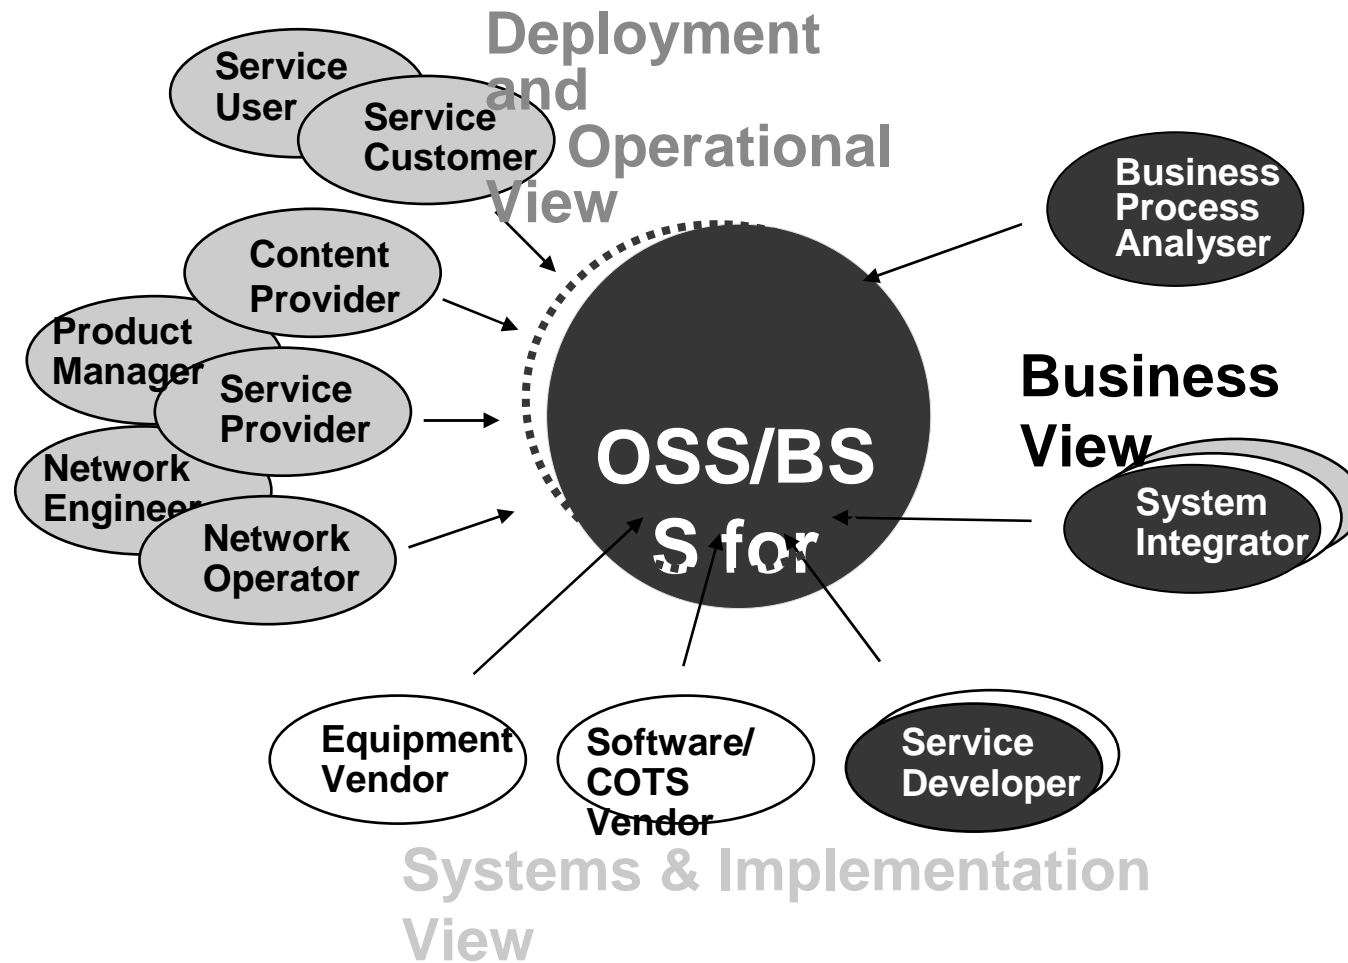 Deployment
and
Operational
View
Service
User
Service
Customer
Content
Provider
Product
Manager
Service
Provider
Network
Engineer
Network
Operator
Business
Process
Analyser
Business
View
System
Integrator
OSS/BS
S for
Equipment
Vendor
Software/
COTS
Vendor
Service
Developer
Systems & Implementation
View